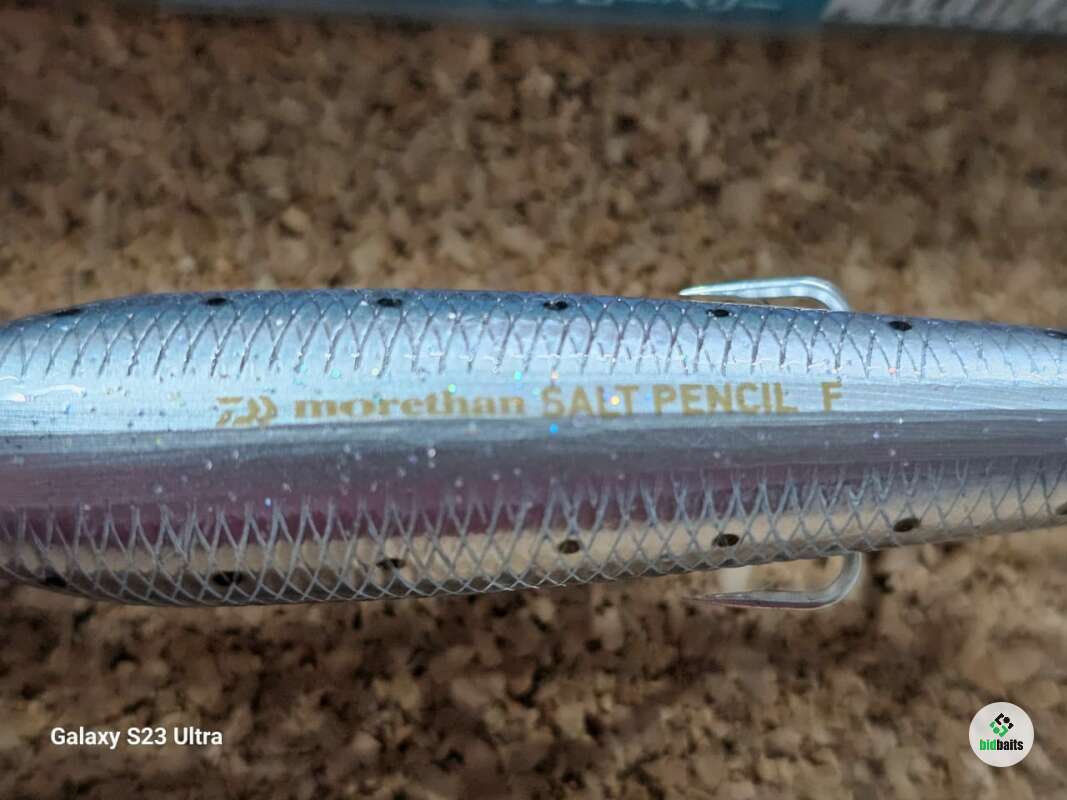 morethan SALT PENCIL F
Galaxy S23 Ultra
bidbaits